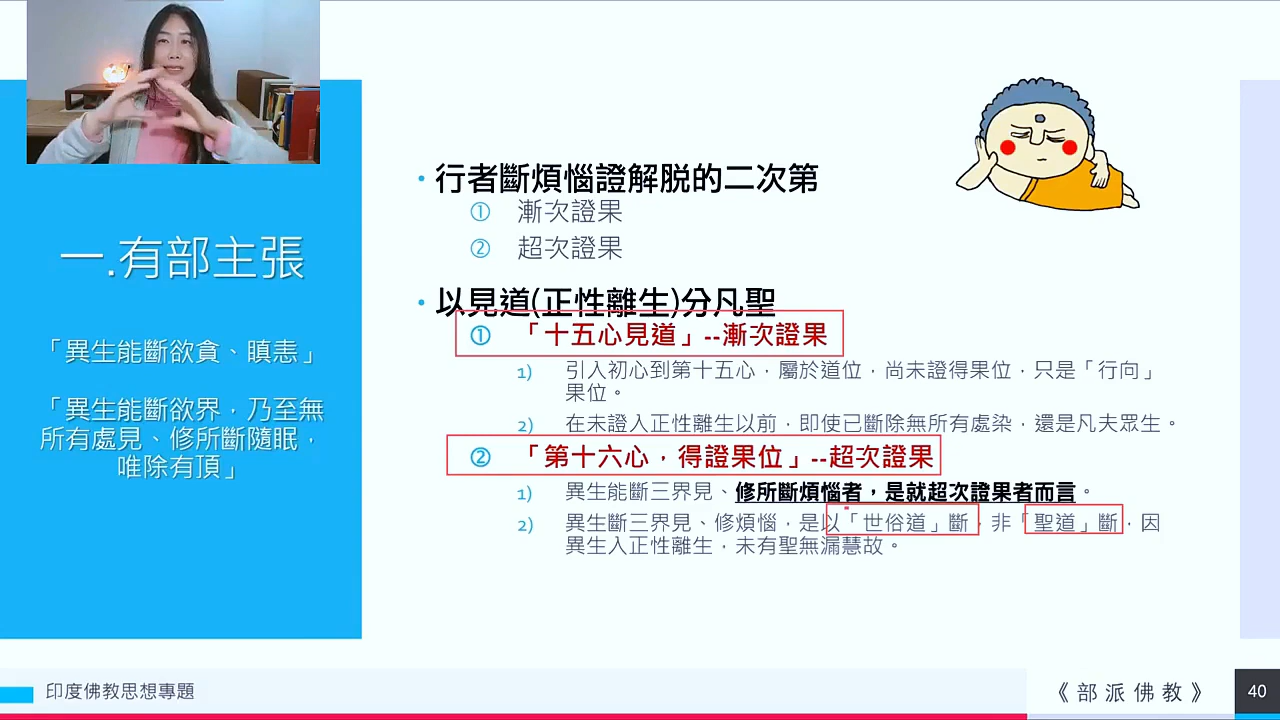 一.有部主張
「異生能斷欲貪、瞋恚」
「異生能斷欲界，乃至無
所有處見、修所斷隨眠，
唯除有頂」
• 行者斷煩惱證解脫的二次第
① 漸次證果
② 超次證果
• 以見道(正性離生)分凡聖
① 「十五心見道」--漸次證果
1) 引入初心到第十五心，屬於道位，尚未證得果位，只是「行向」
果位。
2) 在未證入正性離生以前，即使已斷除無所有處染，還是凡夫眾生。
② 「第十六心，得證果位」--超次證果
1) 異生能斷三界見、修所斷煩惱者，是就超次證果者而言。
2) 異生斷三界見、修煩惱，是以「世俗道」斷，非「聖道」斷，因
異生入正性離生，未有聖無漏慧故。
印度佛教思想專題
《部派佛教》
40